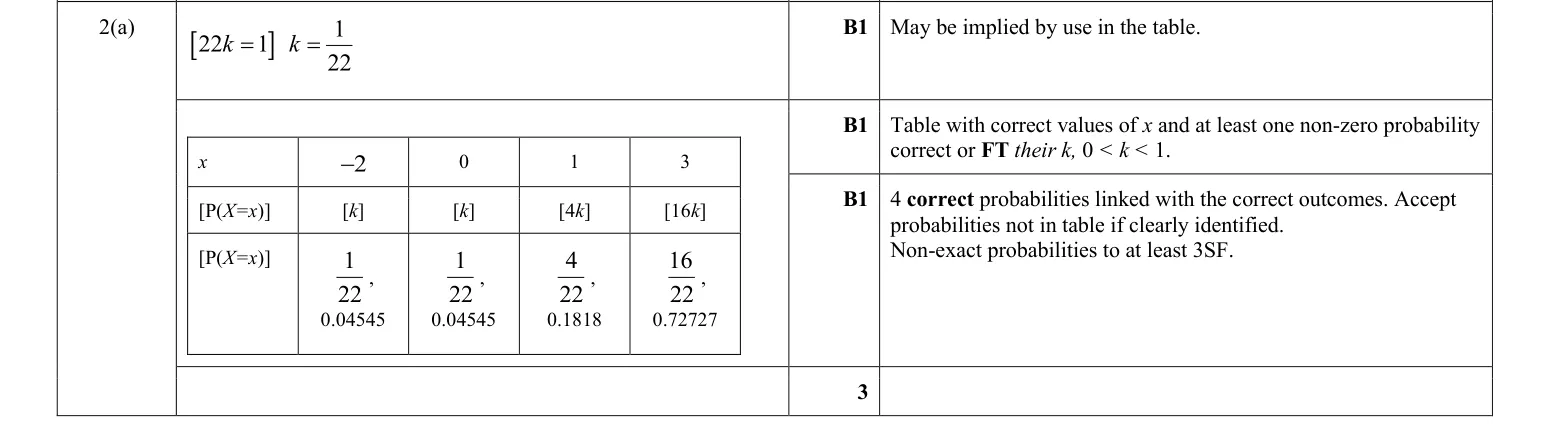 2(a)
[22k = 1] k = 1/22
B1
May be implied by use in the table.
B1
Table with correct values of x and at least one non-zero probability
correct or FT their k, 0 < k < 1.
x –2 0 1 3
[P(X=x)] [k] [k] [4k] [16k]
[P(X=x)] 1/22, 1/22, 4/22, 16/22,
0.04545 0.04545 0.1818 0.72727
B1
4 correct probabilities linked with the correct outcomes. Accept
probabilities not in table if clearly identified.
Non-exact probabilities to at least 3SF.
3